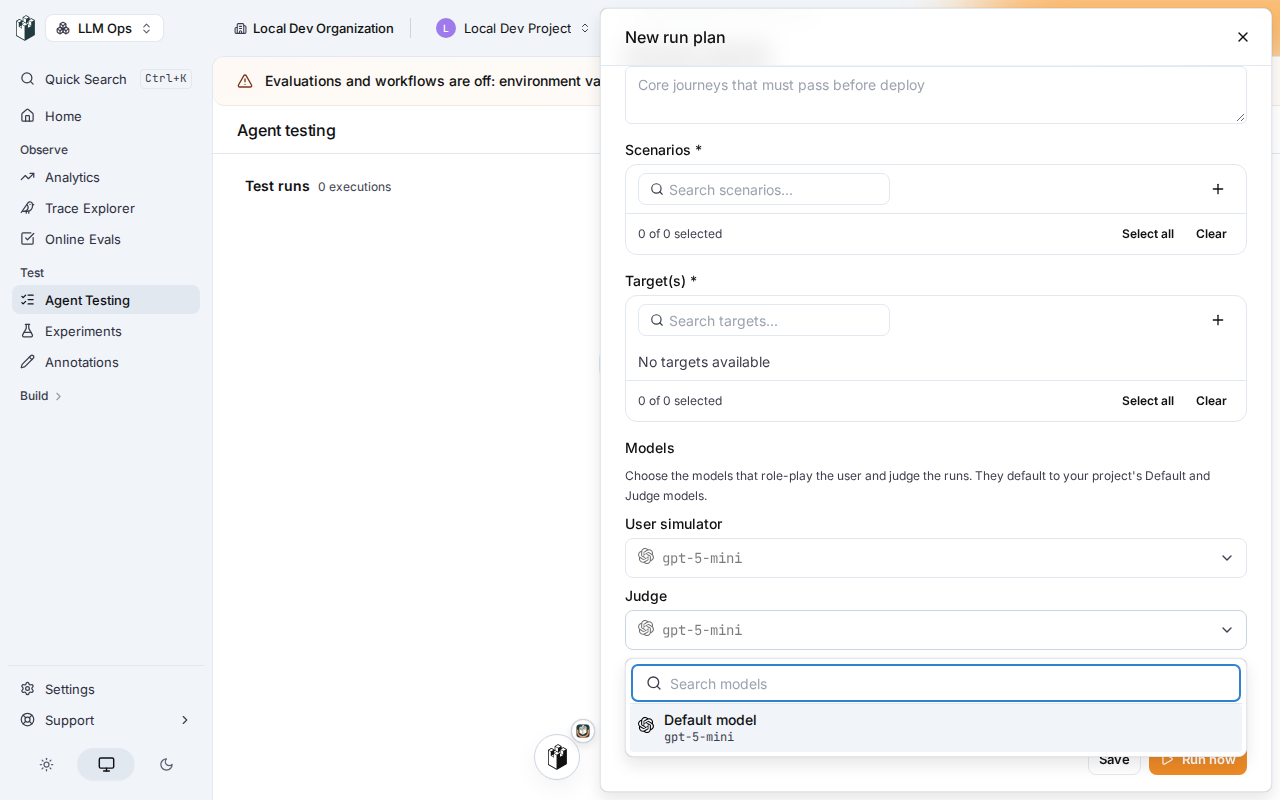 LLM Ops
Local Dev Organization
L
Local Dev Project
New run plan
Quick Search
Ctrl+K
Home
Observe
Analytics
Trace Explorer
Online Evals
Test
Agent Testing
Experiments
Annotations
Build
Settings
Support
Evaluations and workflows are off: environment va
Agent testing
Test runs 0 executions
Core journeys that must pass before deploy
Scenarios *
Search scenarios...
0 of 0 selected
Select all
Clear
Target(s) *
Search targets...
No targets available
0 of 0 selected
Select all
Clear
Models
Choose the models that role-play the user and judge the runs. They default to your project's Default and
Judge models.
User simulator
gpt-5-mini
Judge
gpt-5-mini
Search models
Default model
gpt-5-mini
Save
Run now